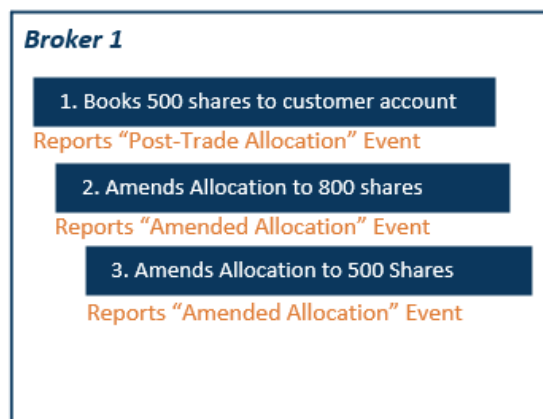 Broker 1
1. Books 500 shares to customer account
Reports “Post-Trade Allocation” Event
2. Amends Allocation to 800 shares
Reports “Amended Allocation” Event
3. Amends Allocation to 500 Shares
Reports “Amended Allocation” Event